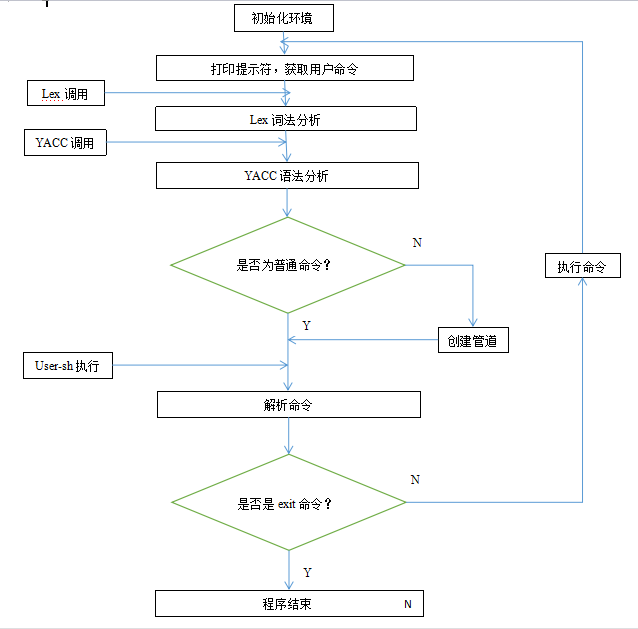 初始化环境
打印提示符，获取用户命令
Lex 调用
Lex 词法分析
YACC 调用
YACC 语法分析
是否为普通命令？
N
执行命令
Y
创建管道
User-sh 执行
解析命令
是否是 exit 命令？
N
Y
程序结束 N